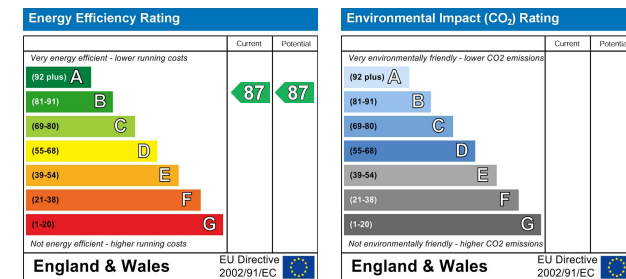 Energy Efficiency Rating
Current Potential
Very energy efficient - lower running costs
(92 plus) A
(81-91) B
87 87
(69-80) C
(55-68) D
(39-54) E
(21-38) F
(1-20) G
Not energy efficient - higher running costs
England & Wales
EU Directive
2002/91/EC
Environmental Impact (CO₂) Rating
Current Potential
Very environmentally friendly - lower CO2 emissions
(92 plus) A
(81-91) B
(69-80) C
(55-68) D
(39-54) E
(21-38) F
(1-20) G
Not environmentally friendly - higher CO2 emissions
England & Wales
EU Directive
2002/91/EC